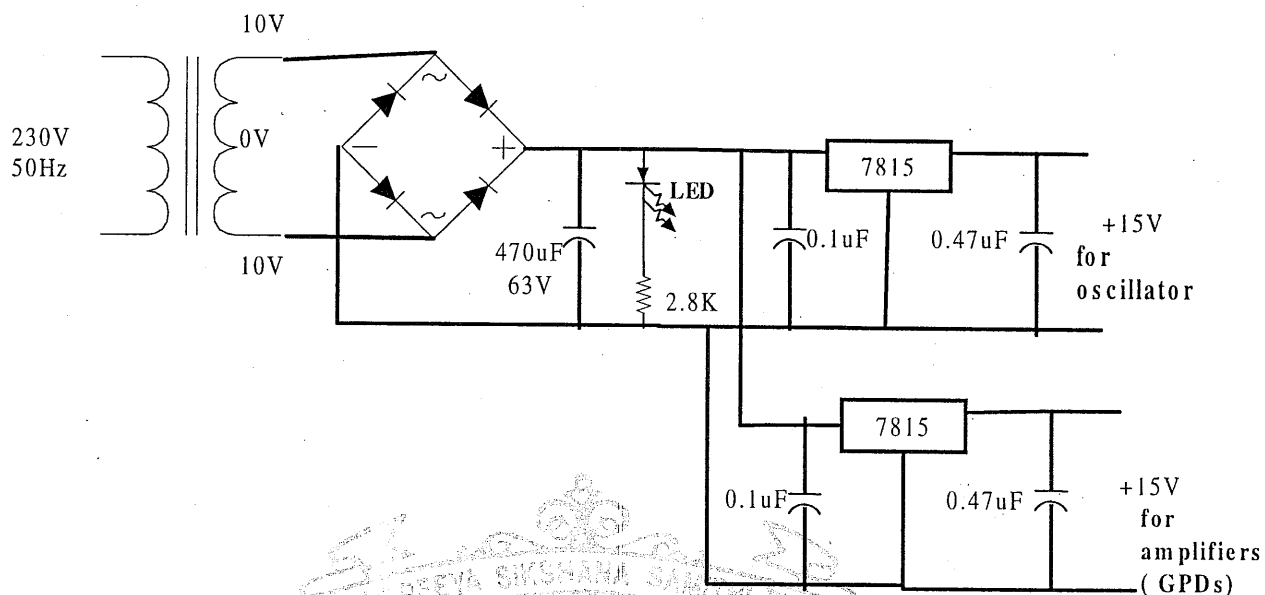 10V
230V
50Hz
0V
10V
470uF
63V
LED
2.8K
0.1uF
7815
0.47uF
+15V
for
oscillator
0.1uF
7815
0.47uF
+15V
for
amplifiers
( GPDs)
SIKSHANA